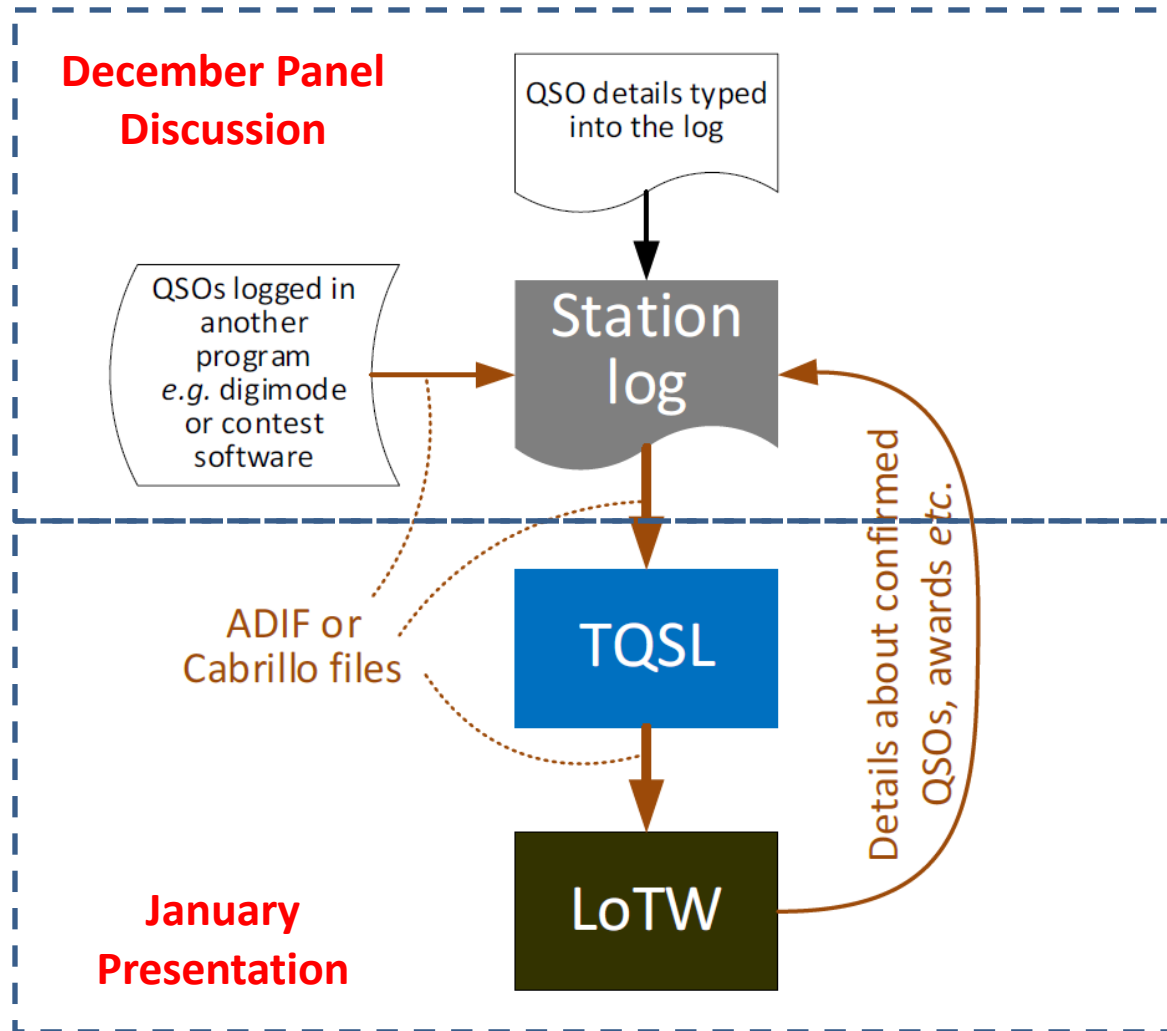 December Panel
Discussion
QSO details typed
into the log
QSOs logged in
another
program
e.g. digimode
or contest
software
Station
log
Details about confirmed
QSOs, awards etc.
ADIF or
Cabrillo files
TQSL
LoTW
January
Presentation